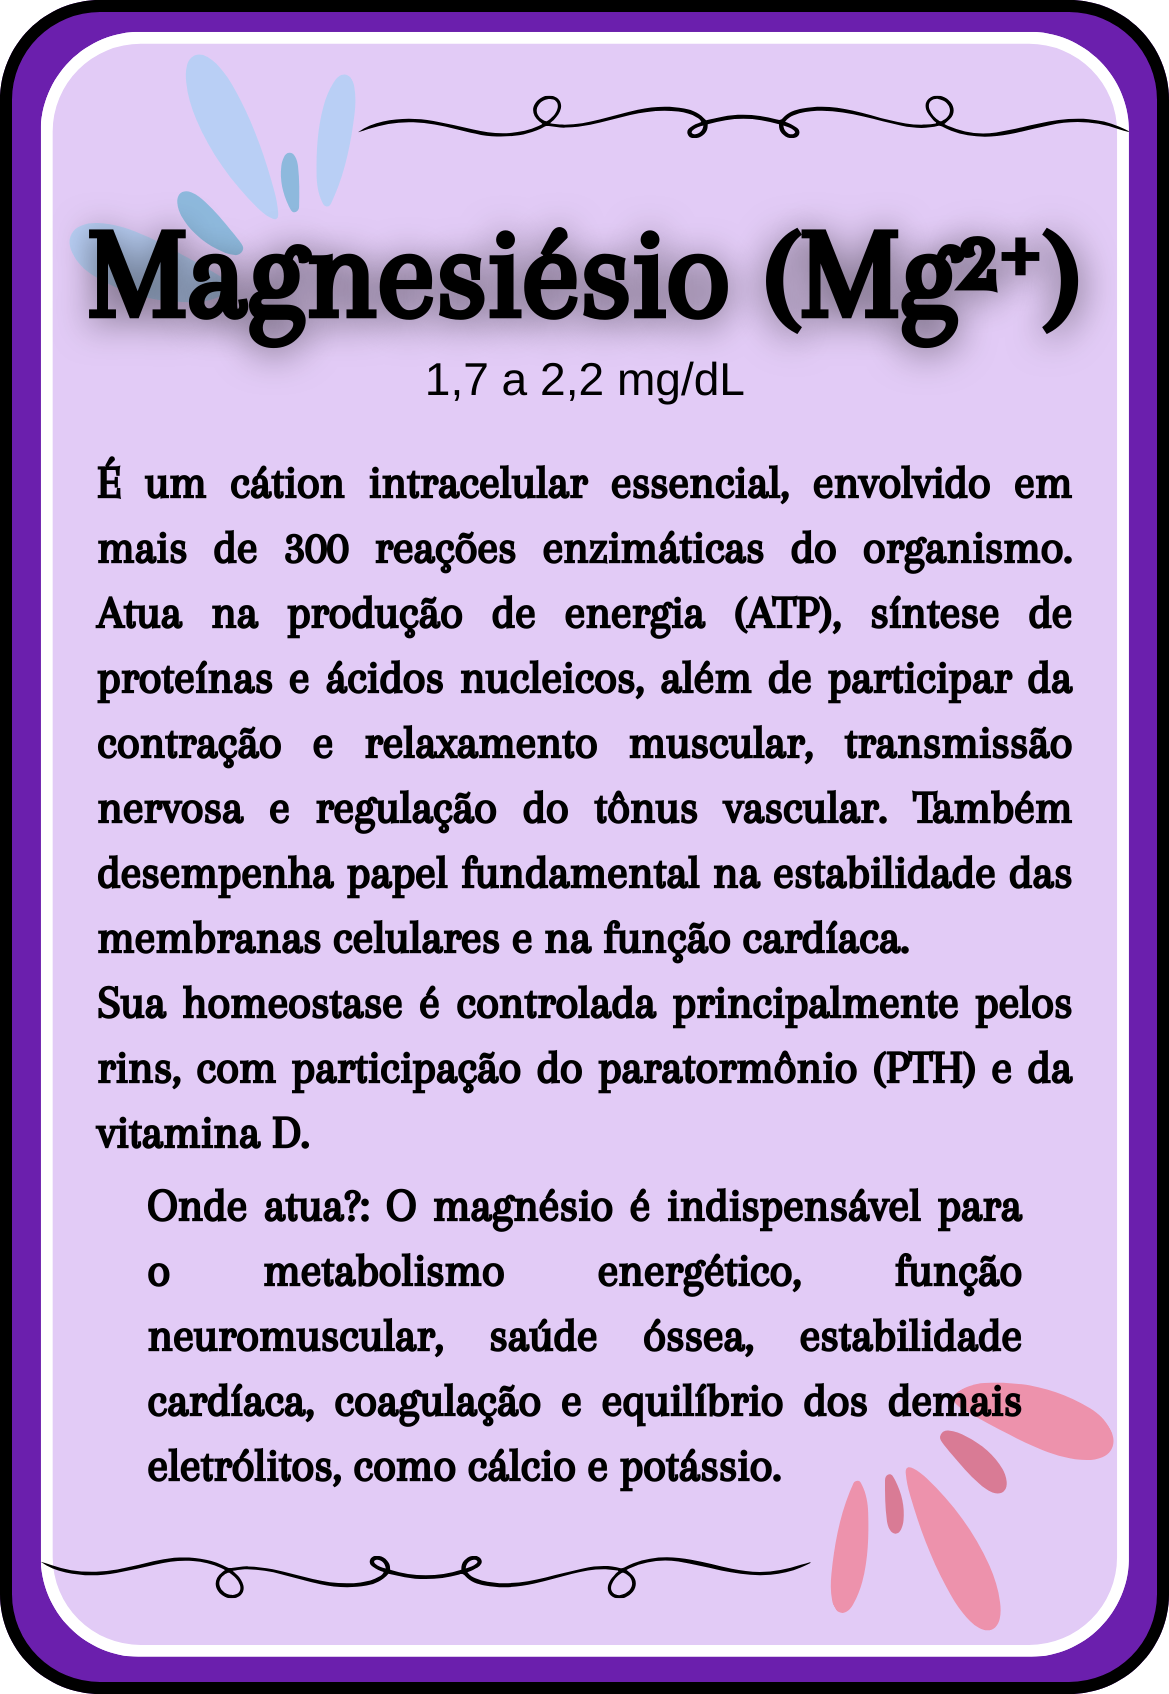 Magnesiésio (Mg²⁺)
1,7 a 2,2 mg/dL
É um cátion intracelular essencial, envolvido em
mais de 300 reações enzimáticas do organismo.
Atua na produção de energia (ATP), síntese de
proteínas e ácidos nucleicos, além de participar da
contração e relaxamento muscular, transmissão
nervosa e regulação do tônus vascular. Também
desempenha papel fundamental na estabilidade das
membranas celulares e na função cardíaca.
Sua homeostase é controlada principalmente pelos
rins, com participação do paratormônio (PTH) e da
vitamina D.
Onde atua?: O magnésio é indispensável para
o metabolismo energético, função
neuromuscular, saúde óssea, estabilidade
cardíaca, coagulação e equilíbrio dos demais
eletrólitos, como cálcio e potássio.